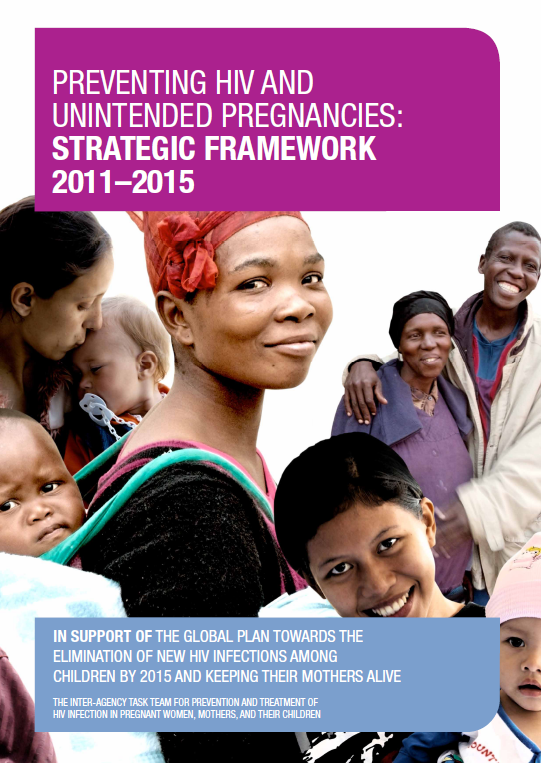 PREVENTING HIV AND
UNINTENDED PREGNANCIES:
STRATEGIC FRAMEWORK
2011–2015
IN SUPPORT OF THE GLOBAL PLAN TOWARDS THE
ELIMINATION OF NEW HIV INFECTIONS AMONG
CHILDREN BY 2015 AND KEEPING THEIR MOTHERS ALIVE
THE INTER-AGENCY TASK TEAM FOR PREVENTION AND TREATMENT OF
HIV INFECTION IN PREGNANT WOMEN, MOTHERS, AND THEIR CHILDREN